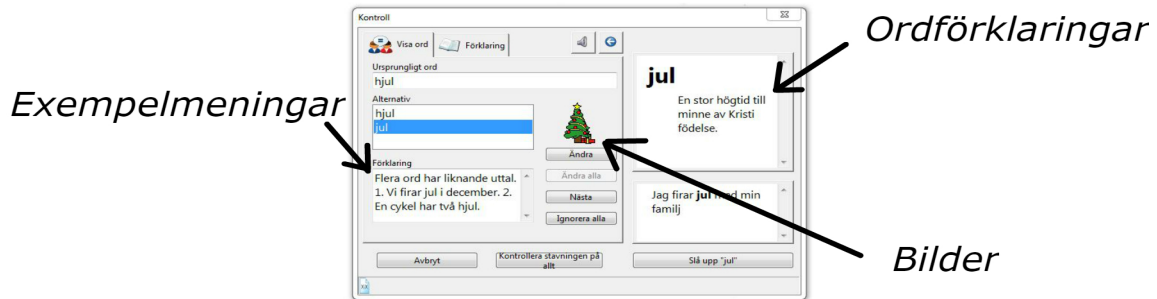 Kontroll
Ordförklaringar
Visa ord
Förklaring
Ursprungligt ord
hjul
Alternativ
hjul
jul
Exempelmeningar
Förklaring
Flera ord har liknande uttal.
1. Vi firar jul i december. 2.
En cykel har två hjul.
Ändra
Ändra alla
Nästa
Ignorera alla
jul
En stor högtid till
minne av Kristi
födelse.
Jag firar jul med min
familj
Bilder
Avbryt
Kontrollera stavningen på
allt
Slå upp "jul"